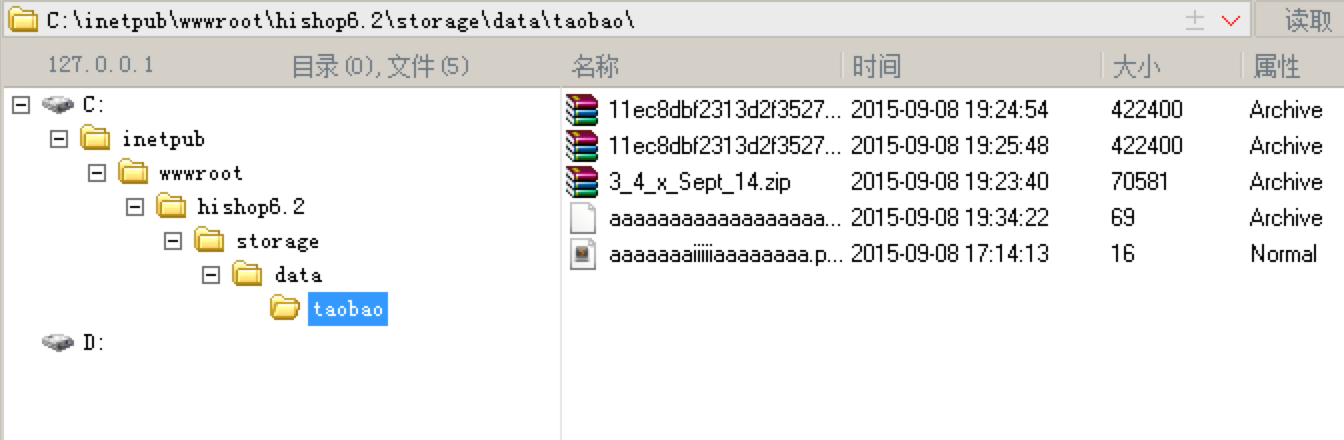 C:\inetpub\wwwroot\hishop6.2\storage\data\taobao\ 读取
127.0.0.1 目录(0),文件(5) 名称 时间 大小 属性
C:
inetpub
wwwroot
hishop6.2
storage
data
taobao
D:
11ec8dbf2313d2f3527... 2015-09-08 19:24:54 422400 Archive
11ec8dbf2313d2f3527... 2015-09-08 19:25:48 422400 Archive
3_4_x_Sept_14.zip 2015-09-08 19:23:40 70581 Archive
aaaaaaaaaaaaaaaaaa... 2015-09-08 19:34:22 69 Archive
aaaaaaaiiiiiiaaaaaaaa.p... 2015-09-08 17:14:13 16 Normal